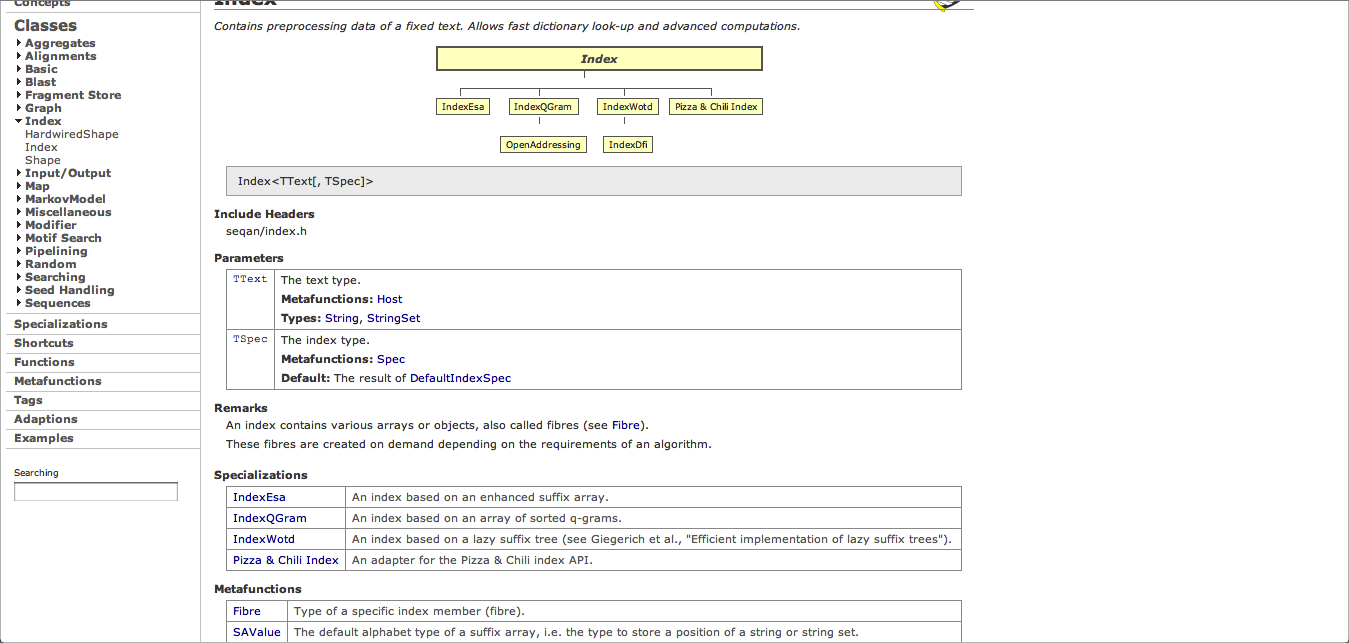 Concepts
Classes
Aggregates
Alignments
Basic
Blast
Fragment Store
Graph
Index
HardwiredShape
Index
Shape
Input/Output
Map
MarkovModel
Miscellaneous
Modifier
Motif Search
Pipelining
Random
Searching
Seed Handling
Sequences
Specializations
Shortcuts
Functions
Metafunctions
Tags
Adaptions
Examples
Searching
Index
Contains preprocessing data of a fixed text. Allows fast dictionary look-up and advanced computations.
Index
IndexEsa IndexQGram IndexWotd Pizza & Chili Index
OpenAddressing IndexDfi
Index<TText[, TSpec]>
Include Headers
seqan/index.h
Parameters
TText The text type.
Metafunctions: Host
Types: String, StringSet
TSpec The index type.
Metafunctions: Spec
Default: The result of DefaultIndexSpec
Remarks
An index contains various arrays or objects, also called fibres (see Fibre).
These fibres are created on demand depending on the requirements of an algorithm.
Specializations
IndexEsa An index based on an enhanced suffix array.
IndexQGram An index based on an array of sorted q-grams.
IndexWotd An index based on a lazy suffix tree (see Giegerich et al., "Efficient implementation of lazy suffix trees").
Pizza & Chili Index An adapter for the Pizza & Chili index API.
Metafunctions
Fibre Type of a specific index member (fibre).
SAValue The default alphabet type of a suffix array, i.e. the type to store a position of a string or string set.